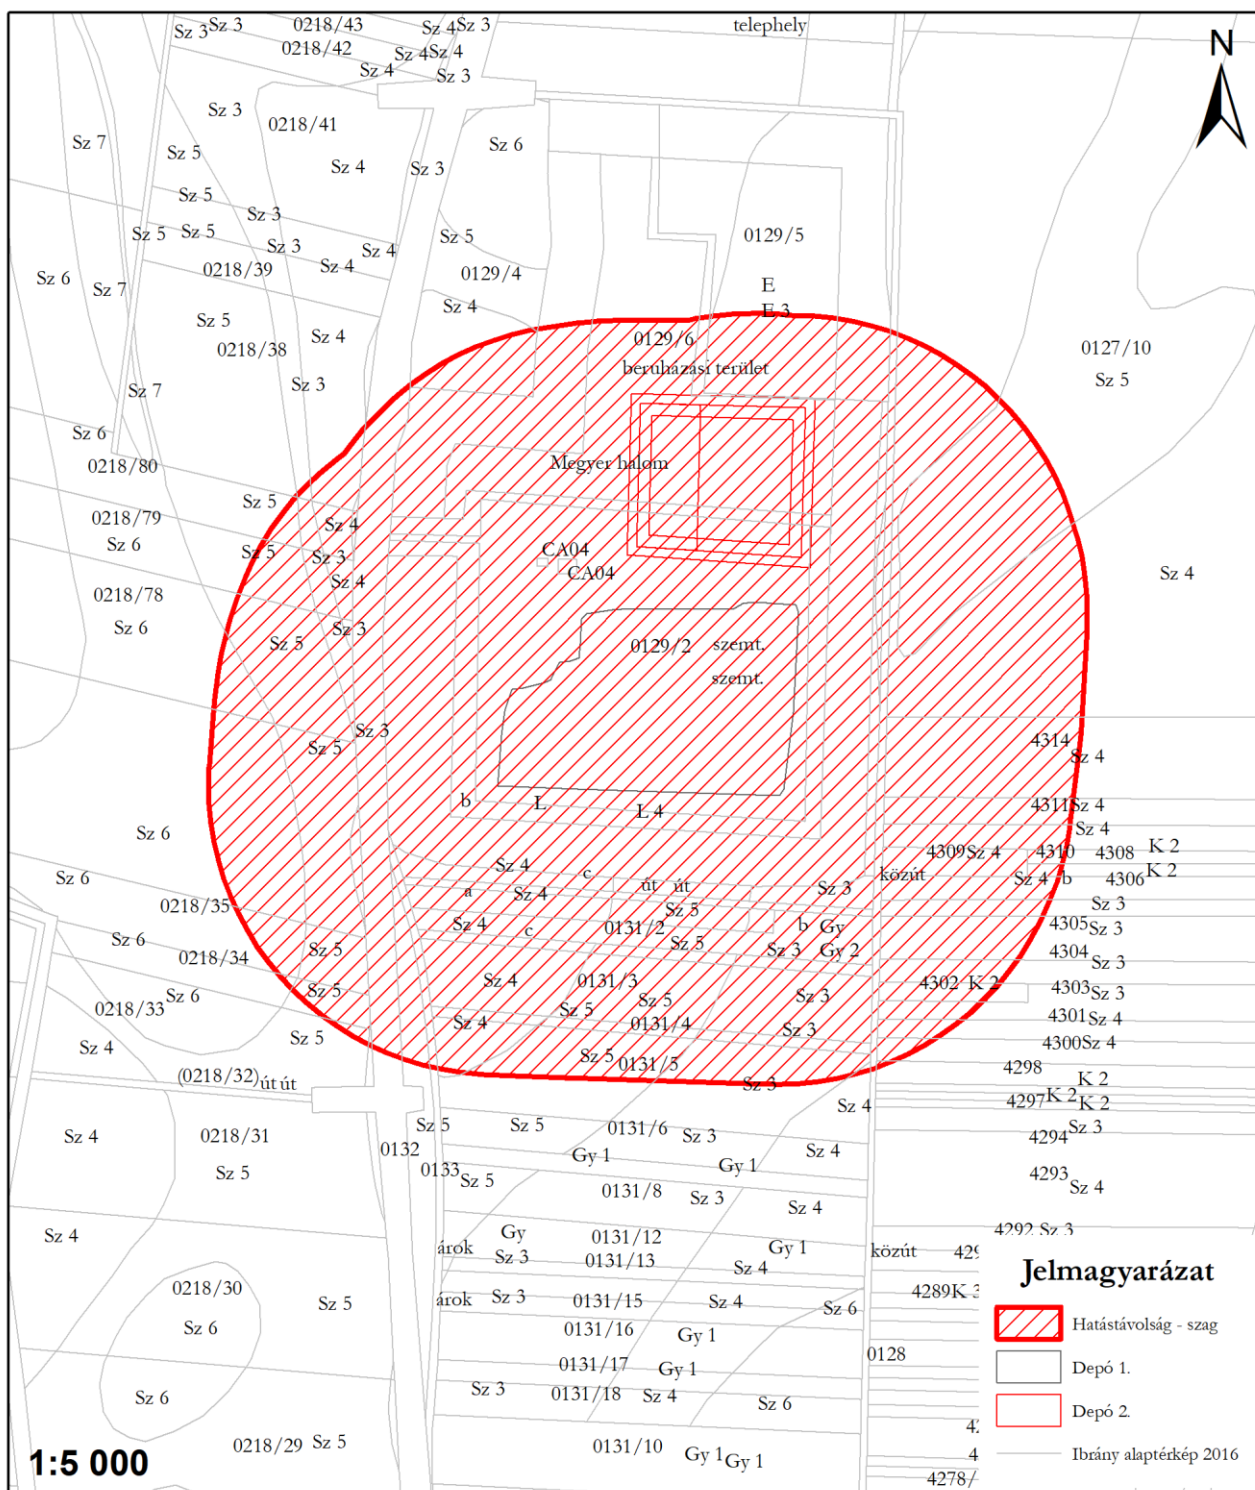 Sz 3 Sz 3 0218/43 Sz 4 Sz 3 telephely
0218/42 Sz 4 Sz 4
Sz 4 Sz 3
N
Sz 3 0218/41
Sz 7 Sz 5 Sz 4 Sz 3 Sz 6
Sz 5
Sz 3
Sz 5 Sz 5 Sz 3 Sz 4 Sz 5 0129/5
Sz 6 Sz 7 0218/39 Sz 4 0129/4
E
Sz 4 E 3
Sz 5 Sz 4
0218/38 0129/6 0127/10
Sz 7 Sz 3 beruházási terület Sz 5
Sz 6
0218/80 Megyer halom
Sz 5
0218/79 Sz 4
Sz 6 Sz 5 Sz 3 CA04
Sz 4 CA04 Sz 4
0218/78
Sz 6 Sz 5 Sz 3 0129/2 szemt.
szemt.
Sz 3
Sz 5 4314
Sz 4
b L L 4 4311 Sz 4
Sz 6 Sz 4
4309 Sz 4 4310 4308 K 2
Sz 4 c közút K 2
Sz 6 a Sz 4 út út Sz 3 Sz 4 b 4306
0218/35 Sz 5 Sz 3
Sz 4 c 0131/2 b Gy 4305 Sz 3
Sz 6 Sz 5 Sz 5 Sz 3 Gy 2 4304
0218/34 Sz 3
Sz 5 Sz 4 0131/3 4302 K 2 4303 Sz 3
Sz 6 Sz 5 Sz 5 Sz 3
0218/33 Sz 4 0131/4 Sz 3 4301 Sz 4
Sz 4 Sz 5 4300 Sz 4
Sz 5 0131/5 4298
(0218/32) út út Sz 3 K 2
4297 K 2 K 2
Sz 4
Sz 4 0218/31 Sz 5 Sz 5 0131/6 Sz 3 Sz 3
0132 Sz 4 4294
Sz 5 0133 Sz 5 Gy 1 Gy 1 4293
0131/8 Sz 3 Sz 4 Sz 4
Sz 4 Gy 0131/12 4292 Sz 3
árok Sz 3 0131/13 Gy 1 közút
Sz 4
0218/30 Sz 5 árok Sz 3 0131/15 Sz 4 Sz 6 4289 K 3
Sz 6 0131/16 Gy 1
0131/17 Gy 1 0128
Sz 6 Sz 3 0131/18 Sz 4 Sz 6
0218/29 Sz 5 0131/10 Gy 1 Gy 1
4278/
1:5 000
Jelmagyarázat
Hatástávolság - szag
Depó 1.
Depó 2.
Ibrány alaptérkép 2016